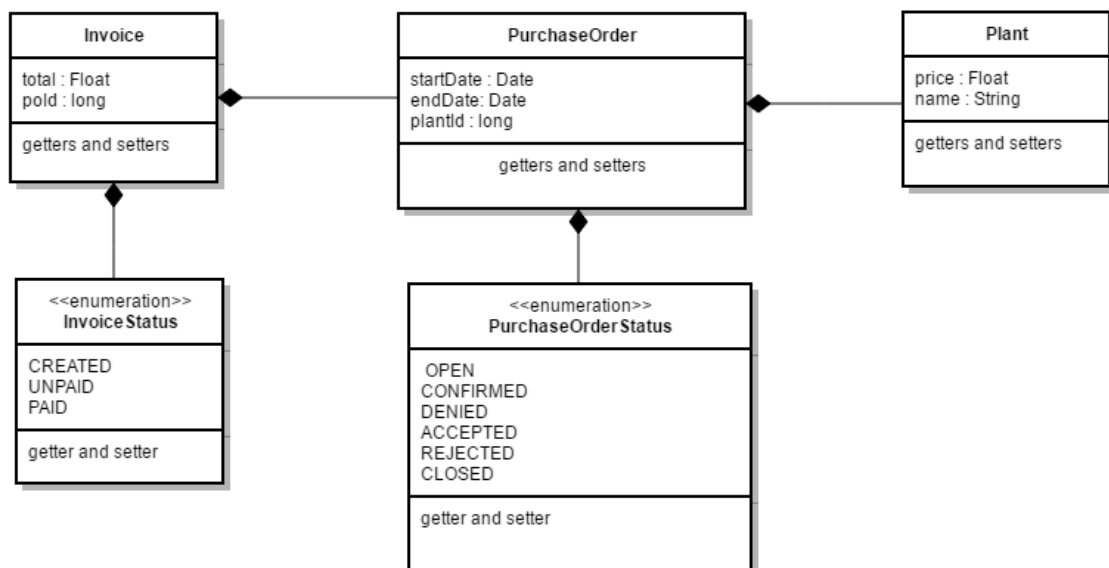 Invoice
total : Float
poId : long
getters and setters
PurchaseOrder
startDate : Date
endDate: Date
plantId : long
getters and setters
Plant
price : Float
name : String
getters and setters
<<enumeration>>
InvoiceStatus
CREATED
UNPAID
PAID
getter and setter
<<enumeration>>
PurchaseOrderStatus
OPEN
CONFIRMED
DENIED
ACCEPTED
REJECTED
CLOSED
getter and setter